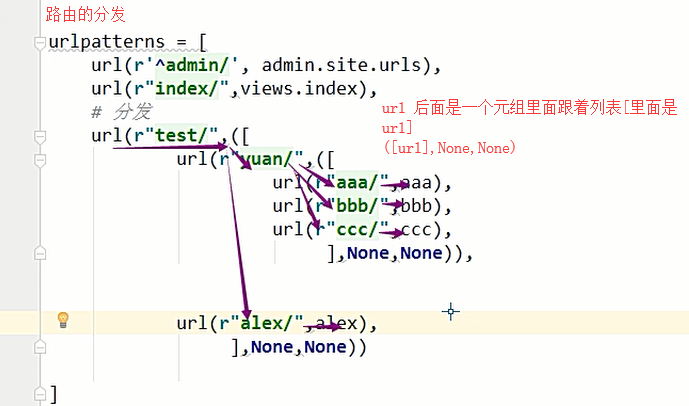 路由的分发
urlpatterns = [
url(r'^admin/', admin.site.urls),
url(r"index/",views.index),
# 分发
url(r"test/",([
url 后面是一个元组里面跟着列表[里面是
url]
([url],None,None)
url(r"yuan/",([
url(r"aaa/",aaa),
url(r"bbb/",bbb),
url(r"ccc/",ccc),
],None,None)),
url(r"alex/",alex),
],None,None))
]